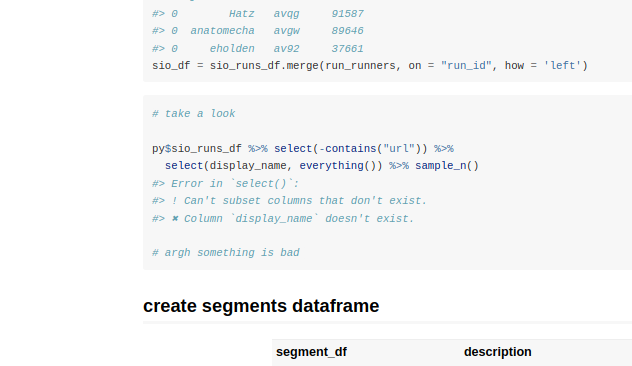 #> 0        Hatz   avqg     91587
#> 0  anatomecha   avgw     89646
#> 0     eholden   av92     37661
sio_df = sio_runs_df.merge(run_runners, on = "run_id", how = 'left')
# take a look
py$sio_runs_df %>% select(-contains("url")) %>%
  select(display_name, everything()) %>% sample_n()
#> Error in `select()`:
#> ! Can't subset columns that don't exist.
#> ✖ Column `display_name` doesn't exist.
# argh something is bad
create segments dataframe
segment_df description